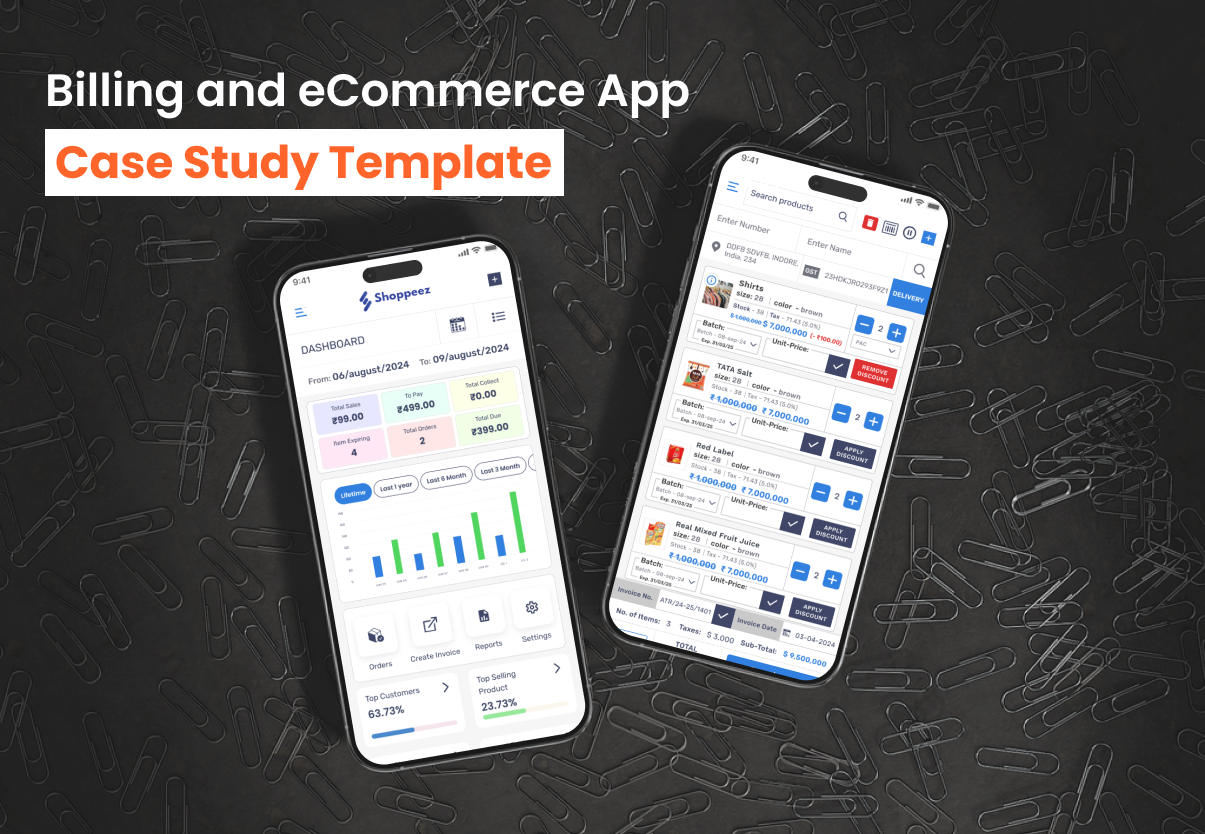 Billing and eCommerce App
Case Study Template
9:41
Shoppeez
DASHBOARD
From: 06/august/2024 To: 09/august/2024
Total Sales
₹99.00
To Pay
₹499.00
Total Collect
₹0.00
Item Expiring
4
Total Orders
2
Total Due
₹399.00
Lifetime
Last 1 year
Last 6 Month
Last 3 Month
Orders
Create Invoice
Reports
Settings
Top Customers
63.73%
Top Selling
Product
23.73%
9:41
Search products
Enter Number
Enter Name
DDFB SDVFB, INDORE,
India, 234
GST
23HDKJR0293F9Z1
DELIVERY
Shirts
size: 28 | color - brown
Stock - 38 | Tax - 71.43 (5.0%)
$ 1,000,000 $ 7,000,000 (- ₹100.00)
2
PAC
Batch:
Batch - 08-sep-24
Exp. 31/03/25
Unit-Price:
REMOVE
DISCOUNT
TATA Salt
size: 28 | color - brown
Stock - 38 | Tax - 71.43 (5.0%)
₹ 1,000,000 ₹ 7,000,000
2
Batch:
Batch - 08-sep-24
Exp. 31/03/25
Unit-Price:
APPLY
DISCOUNT
Red Label
size: 28 | color - brown
Stock - 38 | Tax - 71.43 (5.0%)
₹ 1,000,000 ₹ 7,000,000
2
Batch:
Batch - 08-sep-24
Exp. 31/03/25
Unit-Price:
APPLY
DISCOUNT
Real Mixed Fruit Juice
size: 28 | color - brown
Stock - 38 | Tax - 71.43 (5.0%)
₹ 1,000,000 ₹ 7,000,000
2
Batch:
Batch - 08-sep-24
Exp. 31/03/25
Unit-Price:
APPLY
DISCOUNT
Invoice No.
ATR/24-25/1401
Invoice Date
03-04-2024
No. of Items: 3 Taxes: $ 3,000 Sub-Total: $ 9,500,000
TOTAL